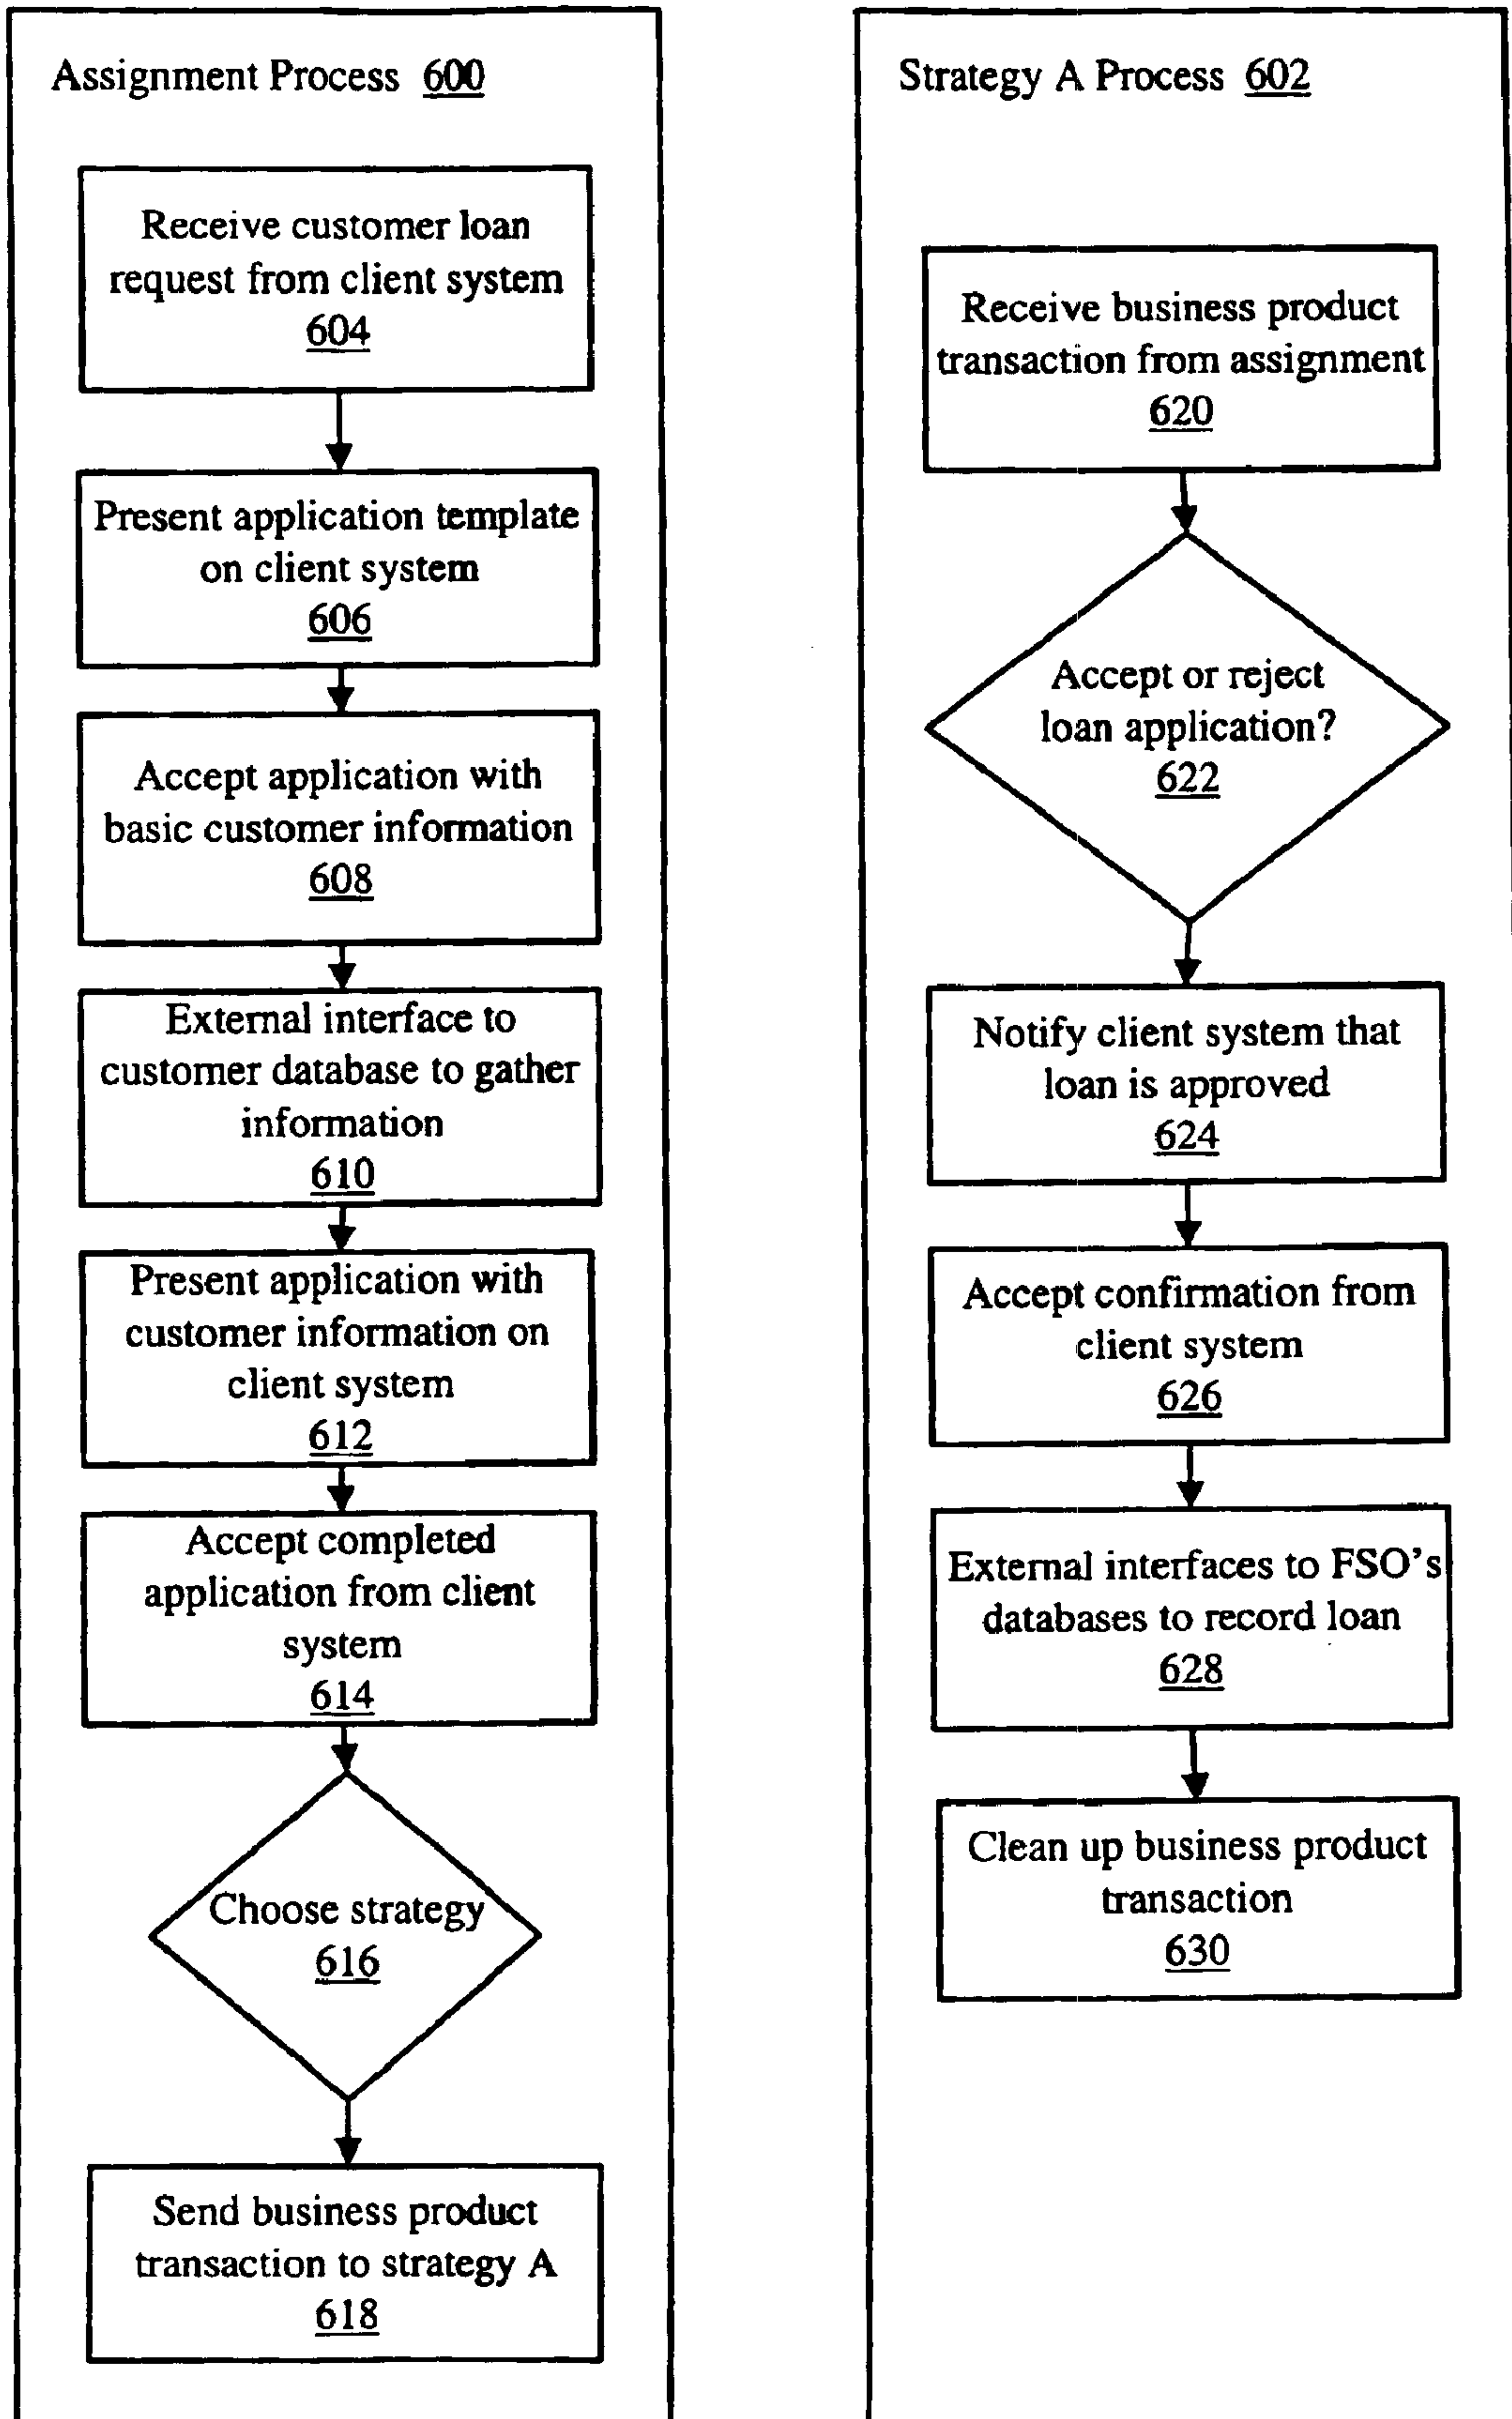 Assignment Process 600
Receive customer loan
request from client system
604
Present application template
on client system
606
Accept application with
basic customer information
608
External interface to
customer database to gather
information
610
Present application with
customer information on
client system
612
Accept completed
application from client
system
614
Choose strategy
616
Send business product
transaction to strategy A
618
Strategy A Process 602
Receive business product
transaction from assignment
620
Accept or reject
loan application?
622
Notify client system that
loan is approved
624
Accept confirmation from
client system
626
External interfaces to FSO's
databases to record loan
628
Clean up business product
transaction
630